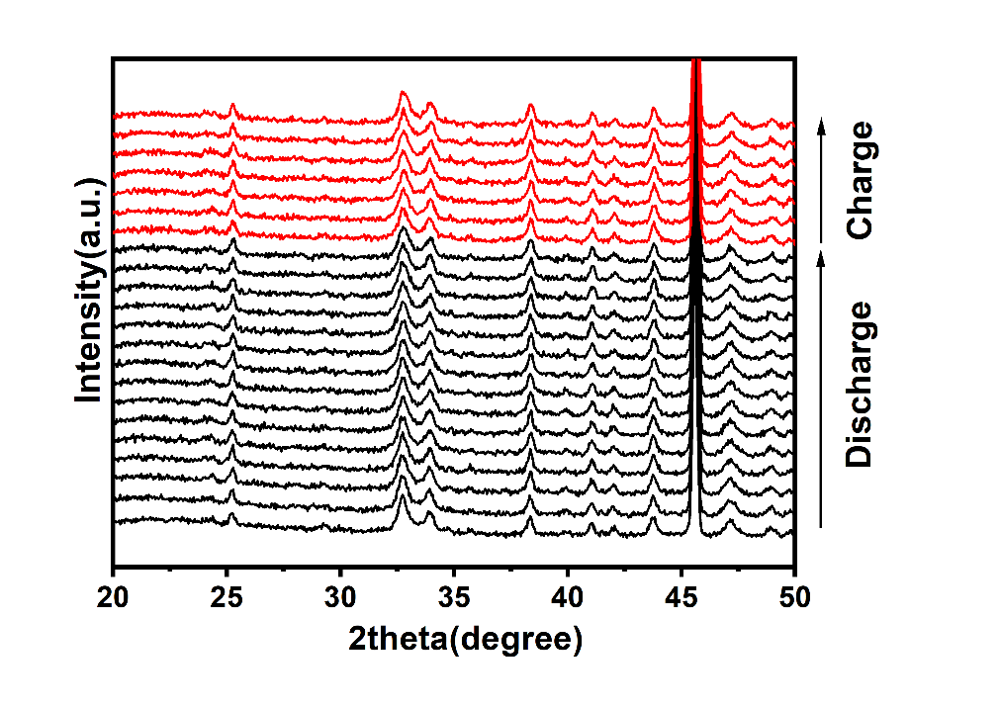 Intensity(a.u.)
20 25 30 35 40 45 50
2theta(degree)
Charge
Discharge